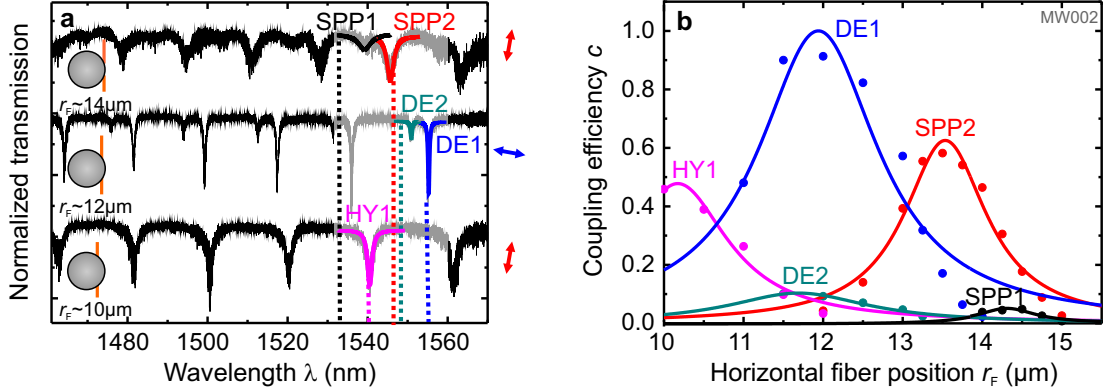 a
SPP1
SPP2
r_F~14µm
DE2
DE1
r_F~12µm
HY1
r_F~10µm
Normalized transmission
1480
1500
1520
1540
1560
Wavelength λ (nm)
b
MW002
DE1
SPP2
HY1
DE2
SPP1
1.0
0.8
0.6
0.4
0.2
0.0
Coupling efficiency c
10
11
12
13
14
15
Horizontal fiber position r_F (µm)